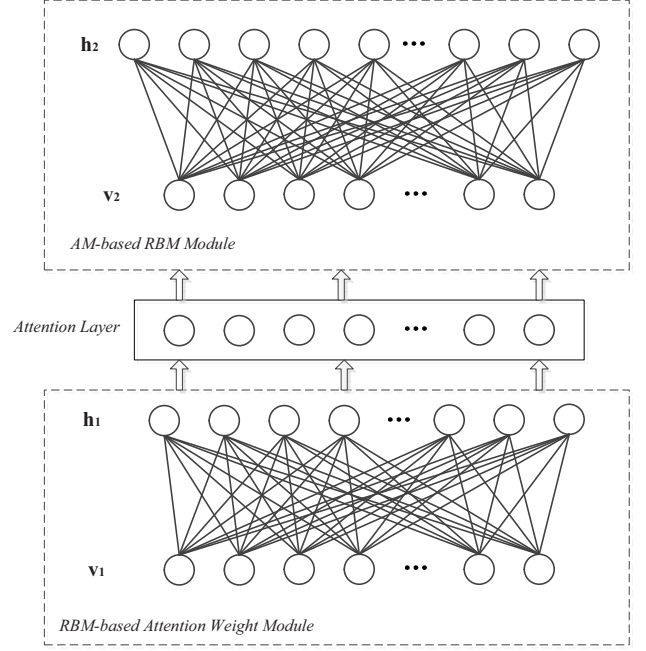 h2
...
v2
...
AM-based RBM Module
Attention Layer
...
h1
...
v1
...
RBM-based Attention Weight Module